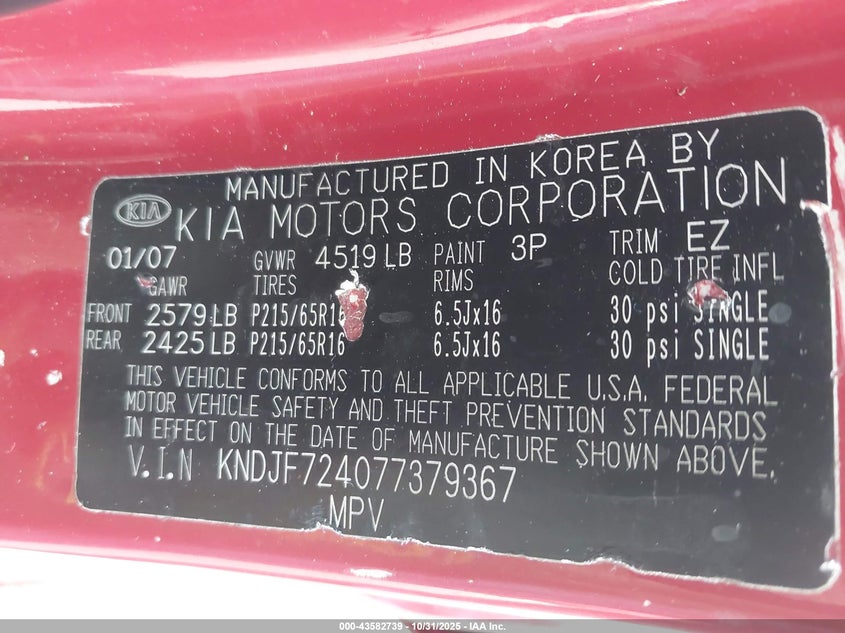 MANUFACTURED IN KOREA BY
KIA KIA MOTORS CORPORATION
01/07 GVWR 4519 LB PAINT 3P TRIM EZ
GAWR TIRES RIMS COLD TIRE INFL
FRONT 2579 LB P215/65R16 6.5Jx16 30 psi SINGLE
REAR 2425 LB P215/65R16 6.5Jx16 30 psi SINGLE
THIS VEHICLE CONFORMS TO ALL APPLICABLE U.S.A. FEDERAL
MOTOR VEHICLE SAFETY AND THEFT PREVENTION STANDARDS
IN EFFECT ON THE DATE OF MANUFACTURE SHOWN ABOVE.
V.I.N KNDJF724077379367
MPV
000-43582739 - 10/31/2025 - IAA Inc.